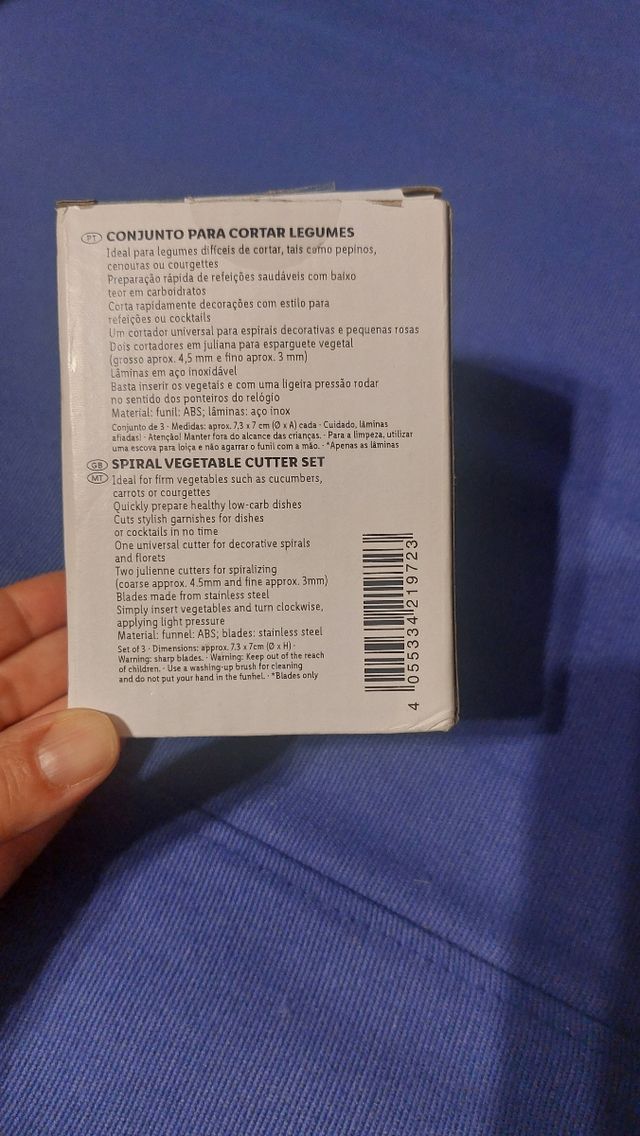 PT CONJUNTO PARA CORTAR LEGUMES
Ideal para legumes difíceis de cortar, tais como pepinos,
cenouras ou courgettes
Preparação rápida de refeições saudáveis com baixo
teor em carboidratos
Corta rapidamente decorações com estilo para
refeições ou cocktails
Um cortador universal para espirais decorativas e pequenas rosas
Dois cortadores em juliana para esparguete vegetal
(grosso aprox. 4,5 mm e fino aprox. 3 mm)
Lâminas em aço inoxidável
Basta inserir os vegetais e com uma ligeira pressão rodar
no sentido dos ponteiros do relógio
Material: funil: ABS; lâminas: aço inox
Conjunto de 3 · Medidas: aprox. 7,3 x 7 cm (Ø x A) cada · Cuidado, lâminas
afiadas! · Atenção! Manter fora do alcance das crianças. · Para a limpeza, utilizar
uma escova para loiça e não agarrar o funil com a mão. · *Apenas as lâminas
GB SPIRAL VEGETABLE CUTTER SET
MT Ideal for firm vegetables such as cucumbers,
carrots or courgettes
Quickly prepare healthy low-carb dishes
Cuts stylish garnishes for dishes
or cocktails in no time
One universal cutter for decorative spirals
and florets
Two julienne cutters for spiralizing
(coarse approx. 4.5mm and fine approx. 3mm)
Blades made from stainless steel
Simply insert vegetables and turn clockwise,
applying light pressure
Material: funnel: ABS; blades: stainless steel
Set of 3 · Dimensions: approx. 7.3 x 7cm (Ø x H) ·
Warning: sharp blades. · Warning: Keep out of the reach
of children. · Use a washing-up brush for cleaning
and do not put your hand in the funnel. · *Blades only
4 055334 219723